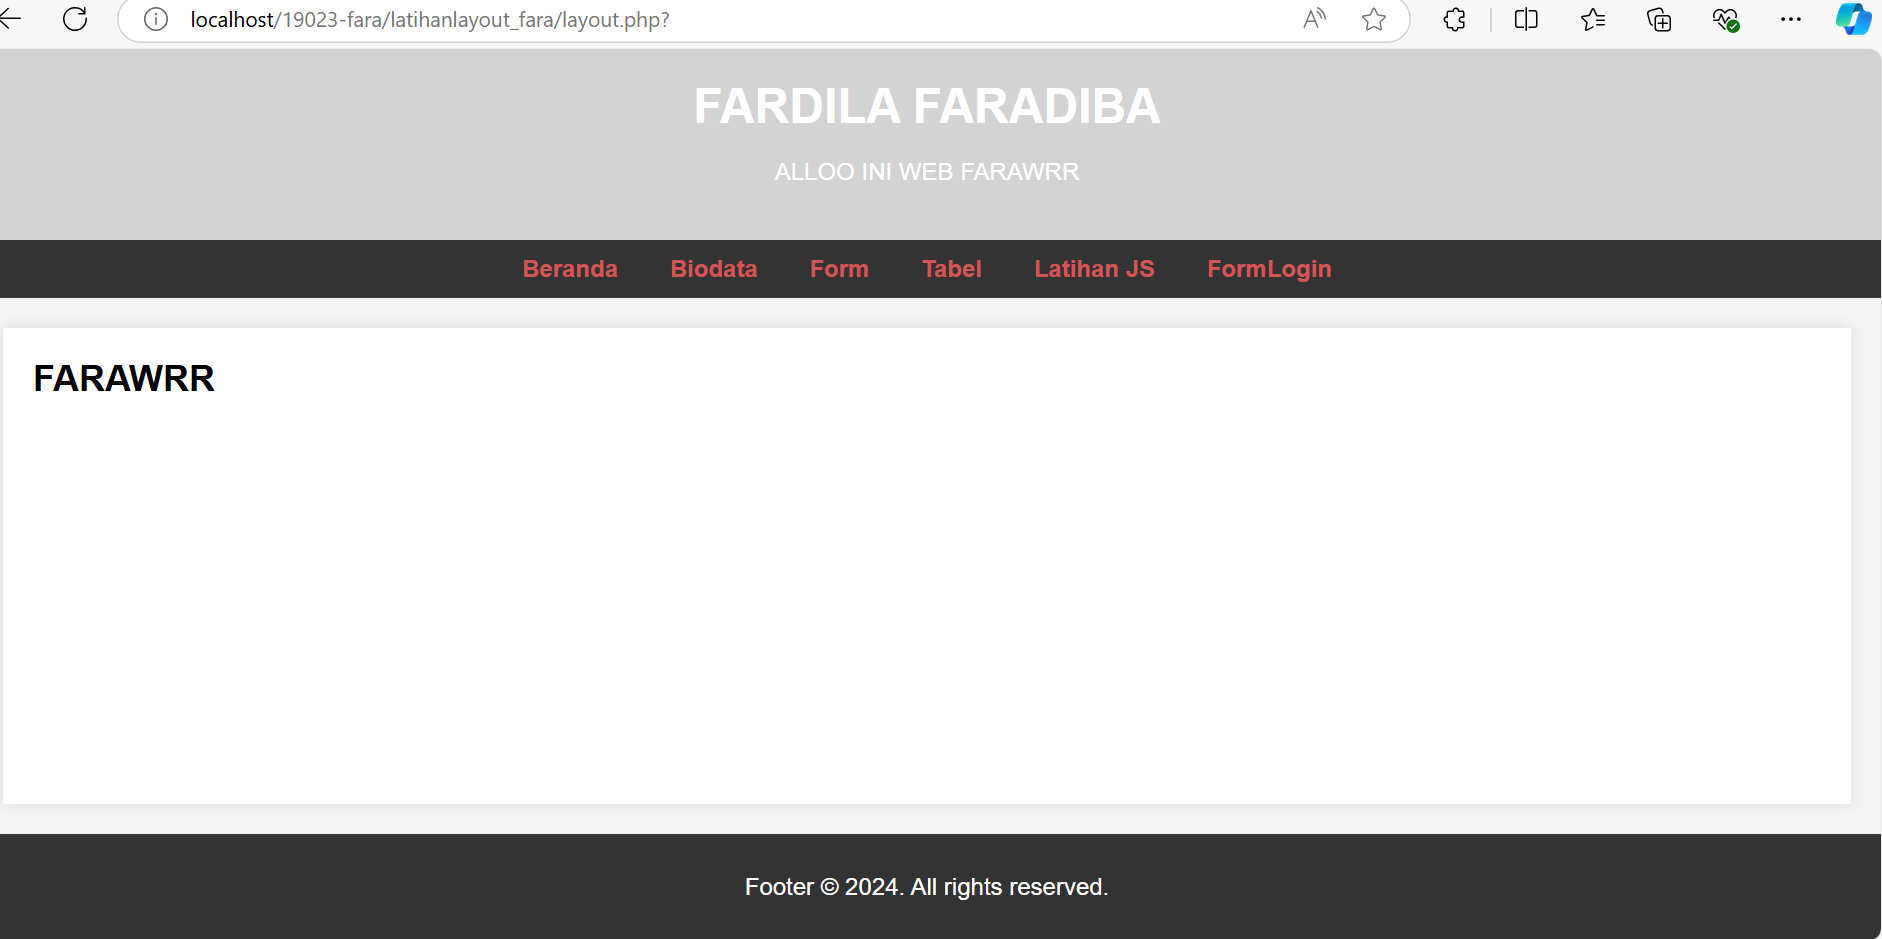 localhost/19023-fara/latihanlayout_fara/layout.php?
FARDILA FARADIBA
ALLOO INI WEB FARAWRR
Beranda Biodata Form Tabel Latihan JS FormLogin
FARAWRR
Footer © 2024. All rights reserved.